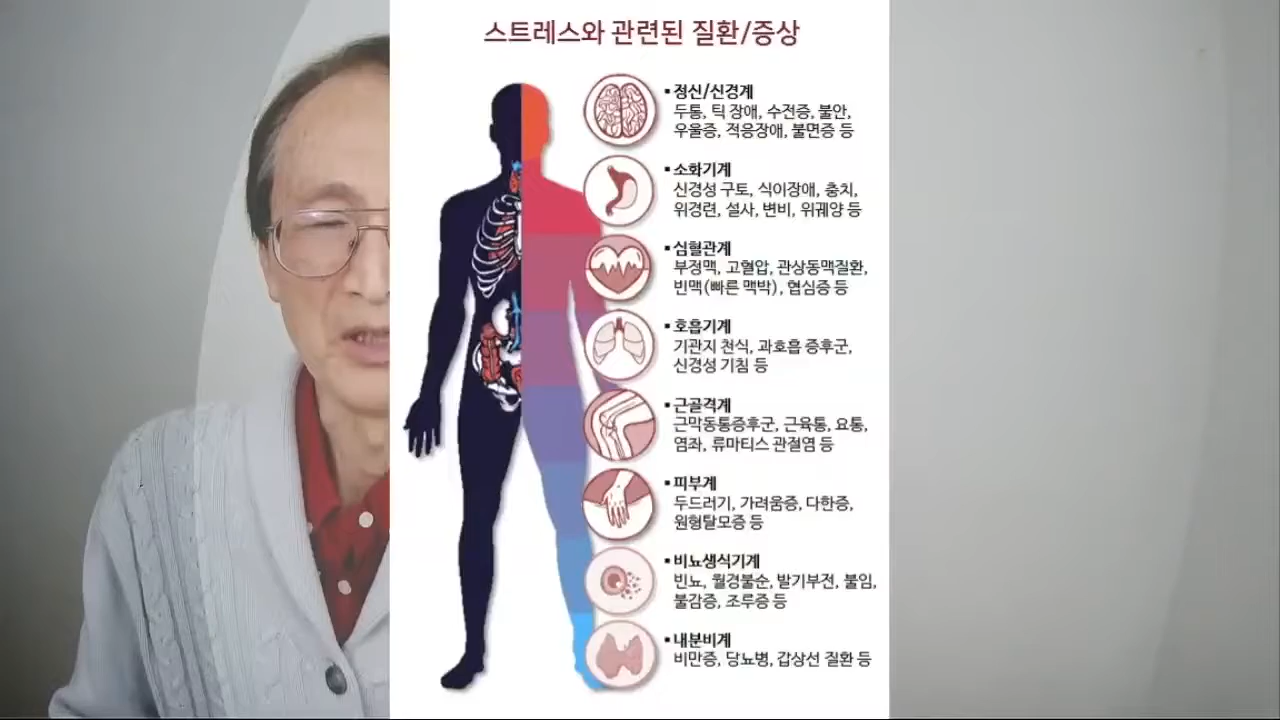 스트레스와 관련된 질환/증상
▪ 정신/신경계
두통, 틱 장애, 수전증, 불안,
우울증, 적응장애, 불면증 등
▪ 소화기계
신경성 구토, 식이장애, 충치,
위경련, 설사, 변비, 위궤양 등
▪ 심혈관계
부정맥, 고혈압, 관상동맥질환,
빈맥(빠른 맥박), 협심증 등
▪ 호흡기계
기관지 천식, 과호흡 증후군,
신경성 기침 등
▪ 근골격계
근막동통증후군, 근육통, 요통,
염좌, 류마티스 관절염 등
▪ 피부계
두드러기, 가려움증, 다한증,
원형탈모증 등
▪ 비뇨생식기계
빈뇨, 월경불순, 발기부전, 불임,
불감증, 조루증 등
▪ 내분비계
비만증, 당뇨병, 갑상선 질환 등